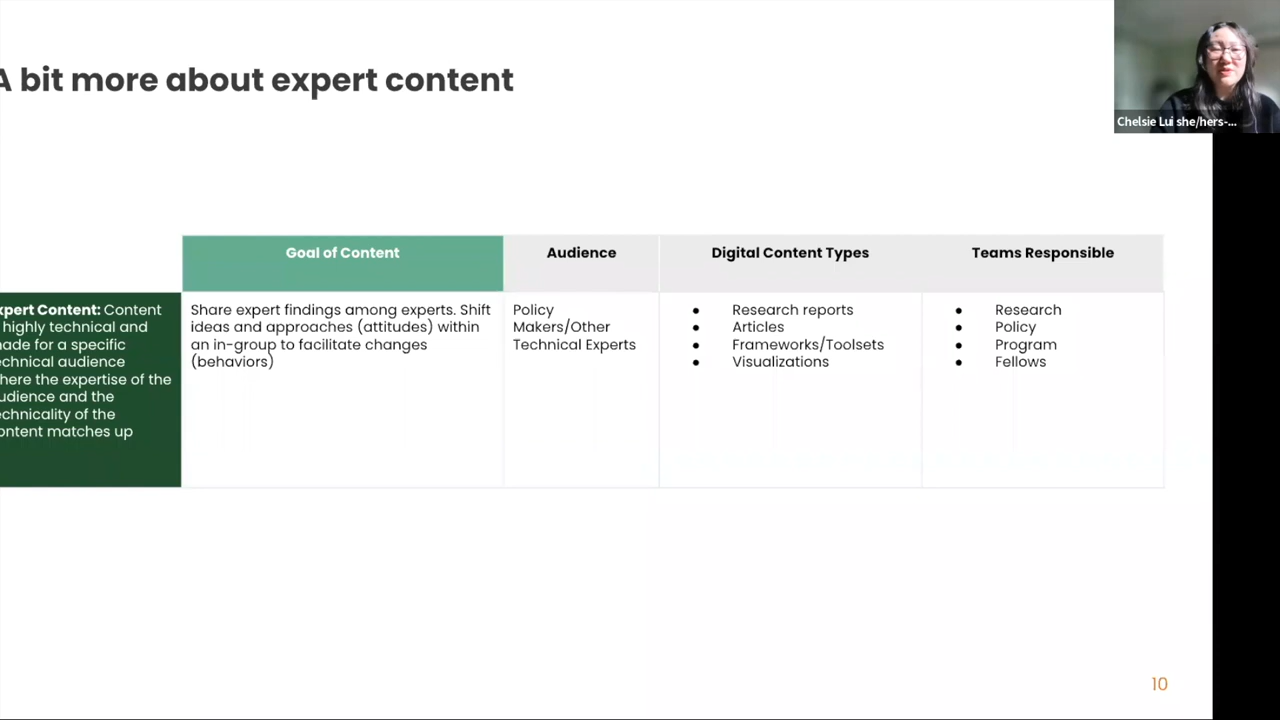 A bit more about expert content
Chelsie Lui she/hers-...
Goal of Content
Audience
Digital Content Types
Teams Responsible
xpert Content: Content
highly technical and
nade for a specific
echnical audience
here the expertise of the
udience and the
echnicality of the
ontent matches up
Share expert findings among experts. Shift
ideas and approaches (attitudes) within
an in-group to facilitate changes
(behaviors)
Policy
Makers/Other
Technical Experts
● Research reports
● Articles
● Frameworks/Toolsets
● Visualizations
● Research
● Policy
● Program
● Fellows
10